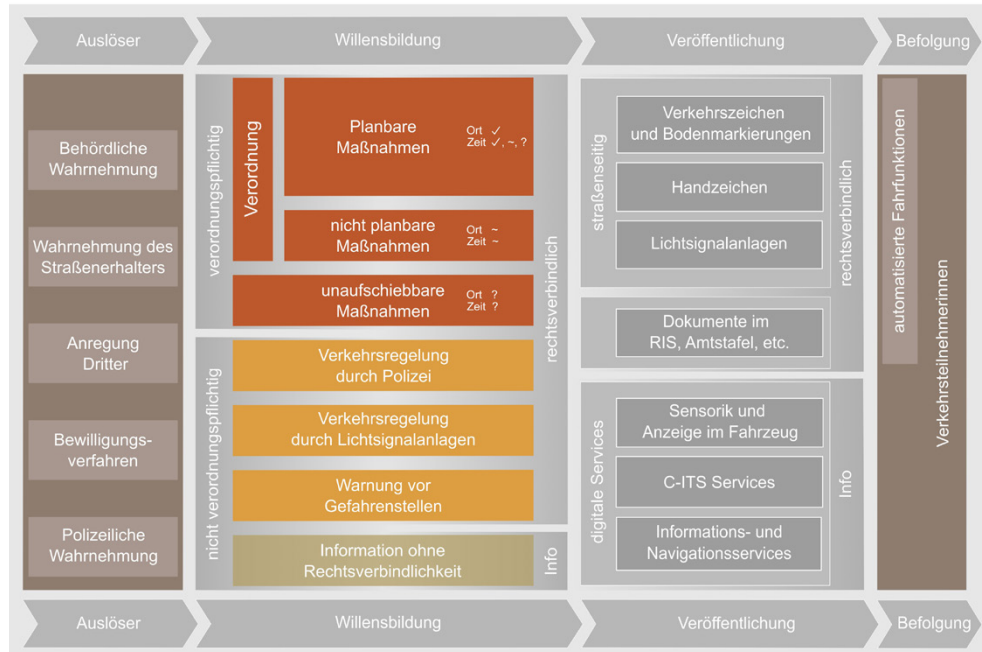 Auslöser
Willensbildung
Veröffentlichung
Befolgung
Behördliche
Wahrnehmung
Wahrnehmung des
Straßenerhalters
Anregung
Dritter
Bewilligungs-
verfahren
Polizeiliche
Wahrnehmung
verordnungspflichtig
Verordnung
Planbare
Maßnahmen
Ort ✓
Zeit ✓, ~, ?
nicht planbare
Maßnahmen
Ort ~
Zeit ~
unaufschiebbare
Maßnahmen
Ort ?
Zeit ?
nicht verordnungspflichtig
Verkehrsregelung
durch Polizei
Verkehrsregelung
durch Lichtsignalanlagen
Warnung vor
Gefahrenstellen
rechtsverbindlich
Information ohne
Rechtsverbindlichkeit
Info
straßenseitig
Verkehrszeichen
und Bodenmarkierungen
Handzeichen
Lichtsignalanlagen
Dokumente im
RIS, Amtstafel, etc.
rechtsverbindlich
digitale Services
Sensorik und
Anzeige im Fahrzeug
C-ITS Services
Informations- und
Navigationsservices
Info
automatisierte Fahrfunktionen
Verkehrsteilnehmerinnen
Auslöser
Willensbildung
Veröffentlichung
Befolgung